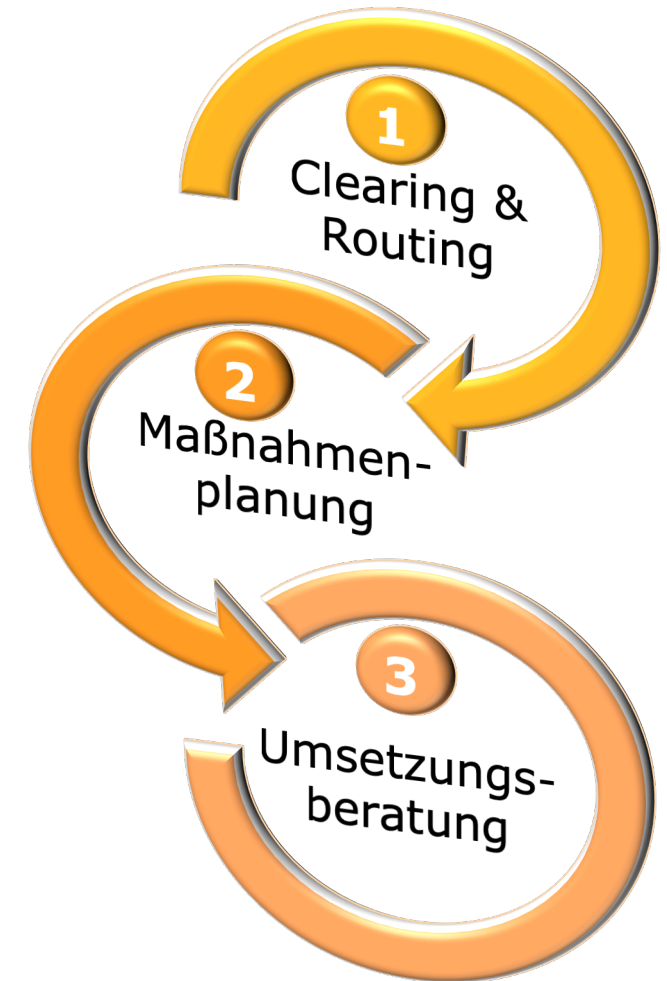 1
Clearing &
Routing
2
Maßnahmen-
planung
3
Umsetzungs-
beratung